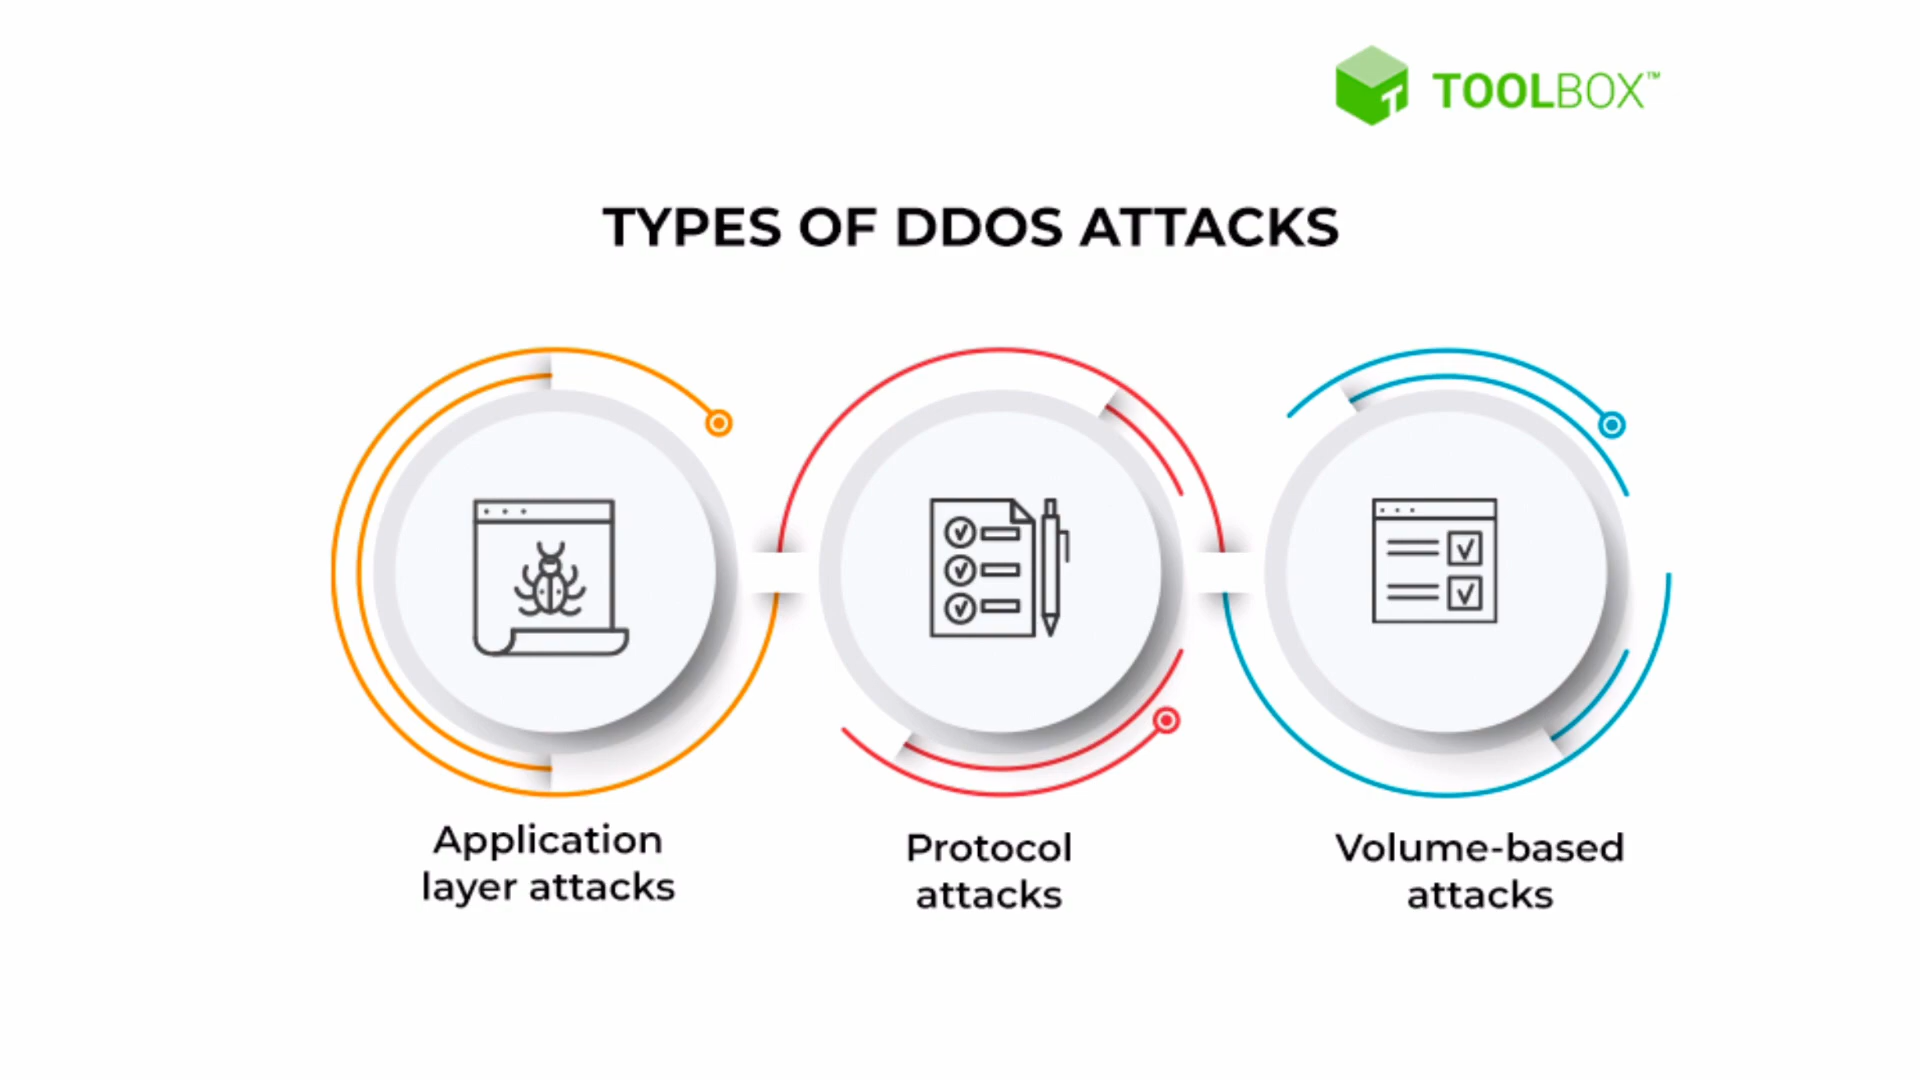 TOOLBOX™
TYPES OF DDOS ATTACKS
Application
layer attacks
Protocol
attacks
Volume-based
attacks